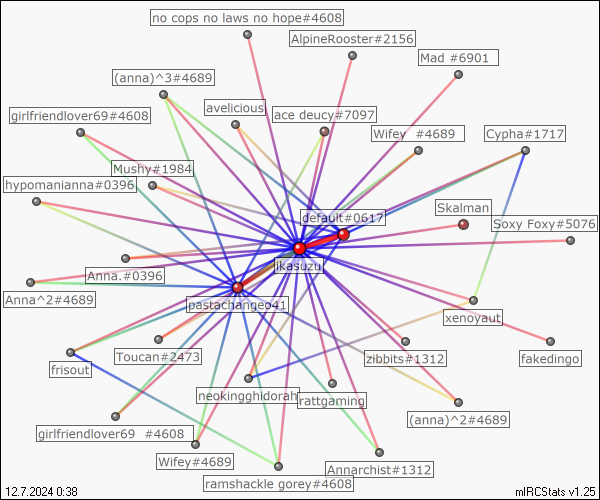 no cops no laws no hope#4608
AlpineRooster#2156
Mad #6901
(anna)^3#4689
girlfriendlover69#4608
avelicious
ace deucy#7097
Wifey #4689
Cypha#1717
Mushy#1984
hypomanianna#0396
default#0617
Skalman
Soxy Foxy#5076
jkasuzu
Anna.#0396
Anna^2#4689
pastachangeo41
xenoyaut
Toucan#2473
zibbits#1312
fakedingo
frisout
neokingghidorah
rattgaming
(anna)^2#4689
girlfriendlover69 #4608
Wifey#4689
Annarchist#1312
ramshackle gorey#4608
12.7.2024 0:38
mIRCStats v1.25